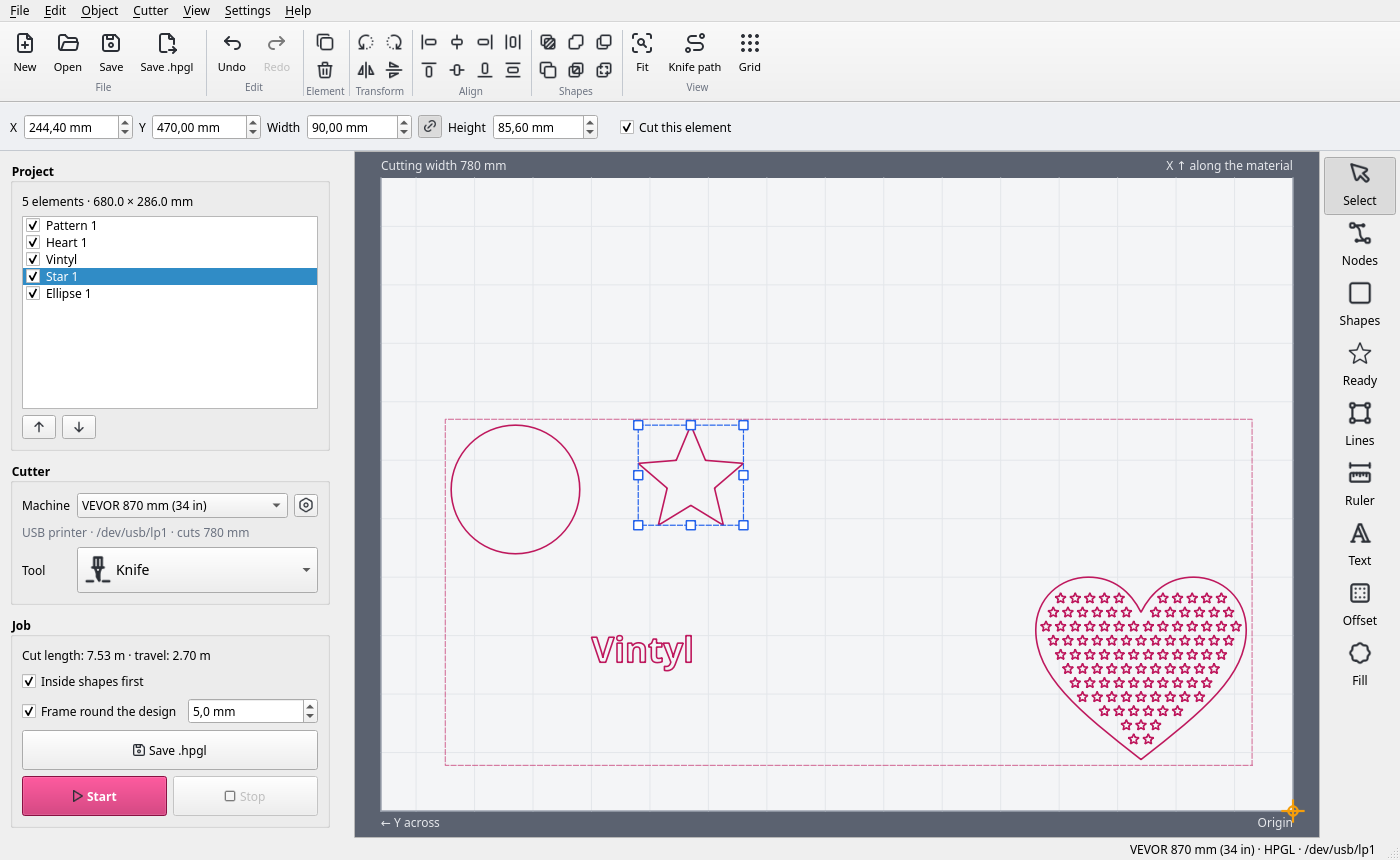 File Edit Object Cutter View Settings Help
New Open Save Save .hpgl Undo Redo Fit Knife path Grid
File Edit Element Transform Align Shapes View
X 244,40 mm Y 470,00 mm Width 90,00 mm Height 85,60 mm Cut this element
Project
5 elements · 680.0 × 286.0 mm
Pattern 1
Heart 1
Vintyl
Star 1
Ellipse 1
Cutter
Machine VEVOR 870 mm (34 in)
USB printer · /dev/usb/lp1 · cuts 780 mm
Tool Knife
Job
Cut length: 7.53 m · travel: 2.70 m
Inside shapes first
Frame round the design 5,0 mm
Save .hpgl
Start Stop
Cutting width 780 mm X ↑ along the material
Vintyl
← Y across Origin
Select
Nodes
Shapes
Ready
Lines
Ruler
Text
Offset
Fill
VEVOR 870 mm (34 in) · HPGL · /dev/usb/lp1